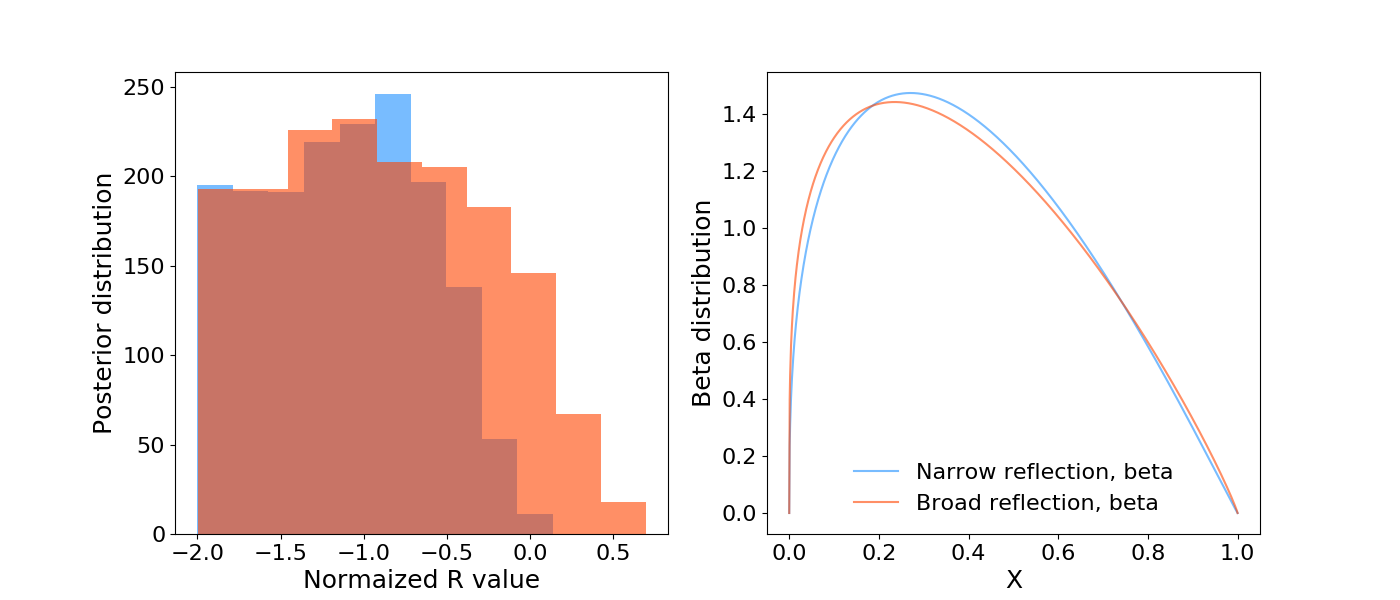 250
200
150
100
50
0
Posterior distribution
−2.0 −1.5 −1.0 −0.5 0.0 0.5
Normaized R value
1.4
1.2
1.0
0.8
0.6
0.4
0.2
0.0
Beta distribution
Narrow reflection, beta
Broad reflection, beta
0.0 0.2 0.4 0.6 0.8 1.0
X